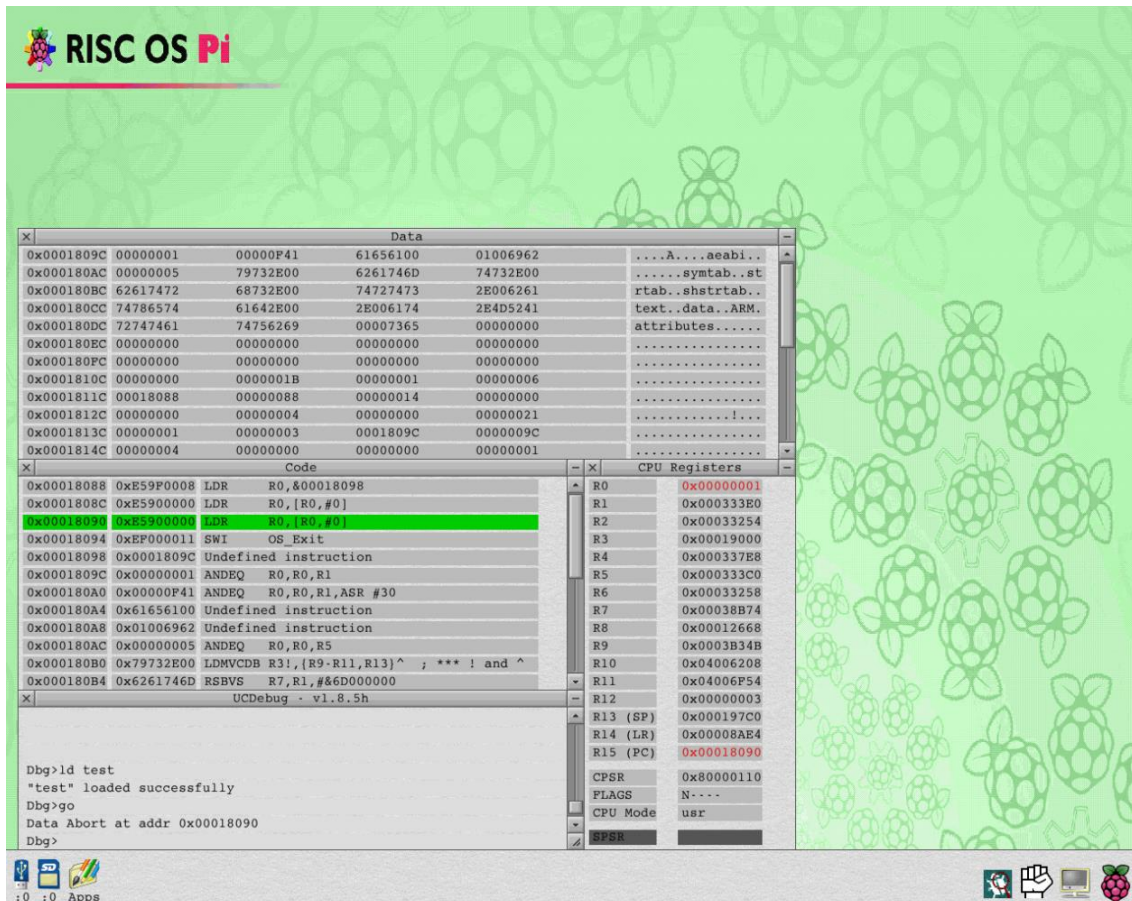 RISC OS Pi
Data
0x0001809C 00000001 00000F41 61656100 01006962 ....A....aeabi..
0x000180AC 00000005 79732E00 6261746D 74732E00 ......symtab..st
0x000180BC 62617472 68732E00 74727473 2E006261 rtab..shstrtab..
0x000180CC 74786574 61642E00 2E006174 2E4D5241 text..data..ARM.
0x000180DC 72747461 74756269 00007365 00000000 attributes......
0x000180EC 00000000 00000000 00000000 00000000 ................
0x000180FC 00000000 00000000 00000000 00000000 ................
0x0001810C 00000000 0000001B 00000001 00000006 ................
0x0001811C 00018088 00000088 00000014 00000000 ................
0x0001812C 00000000 00000004 00000000 00000021 ............!...
0x0001813C 00000001 00000003 0001809C 0000009C ................
0x0001814C 00000004 00000000 00000000 00000001 ................
Code
0x00018088 0xE59F0008 LDR R0,&00018098
0x0001808C 0xE5900000 LDR R0,[R0,#0]
0x00018090 0xE5900000 LDR R0,[R0,#0]
0x00018094 0xEF000011 SWI OS_Exit
0x00018098 0x0001809C Undefined instruction
0x0001809C 0x00000001 ANDEQ R0,R0,R1
0x000180A0 0x00000F41 ANDEQ R0,R0,R1,ASR #30
0x000180A4 0x61656100 Undefined instruction
0x000180A8 0x01006962 Undefined instruction
0x000180AC 0x00000005 ANDEQ R0,R0,R5
0x000180B0 0x79732E00 LDMVCDB R3!,{R9-R11,R13}^ ; *** ! and ^
0x000180B4 0x6261746D RSBVS R7,R1,#&6D000000
CPU Registers
R0 0x00000001
R1 0x000333E0
R2 0x00033254
R3 0x00019000
R4 0x000337E8
R5 0x000333C0
R6 0x00033258
R7 0x00038B74
R8 0x00012668
R9 0x0003B34B
R10 0x04006208
R11 0x04006F54
R12 0x00000003
R13 (SP) 0x000197C0
R14 (LR) 0x00008AE4
R15 (PC) 0x00018090
CPSR 0x80000110
FLAGS N----
CPU Mode usr
SPSR
UCDebug - v1.8.5h
Dbg>ld test
"test" loaded successfully
Dbg>go
Data Abort at addr 0x00018090
Dbg>
SD
:0 :0 Apps